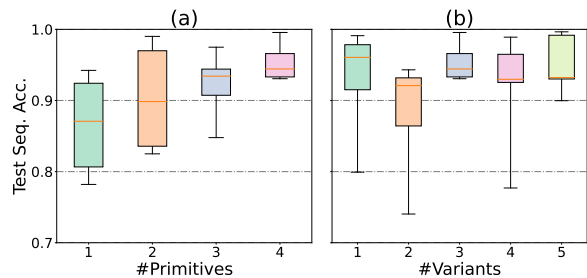 (a) (b)
Test Seq. Acc.
1.0
0.9
0.8
0.7
1 2 3 4
#Primitives
1 2 3 4 5
#Variants